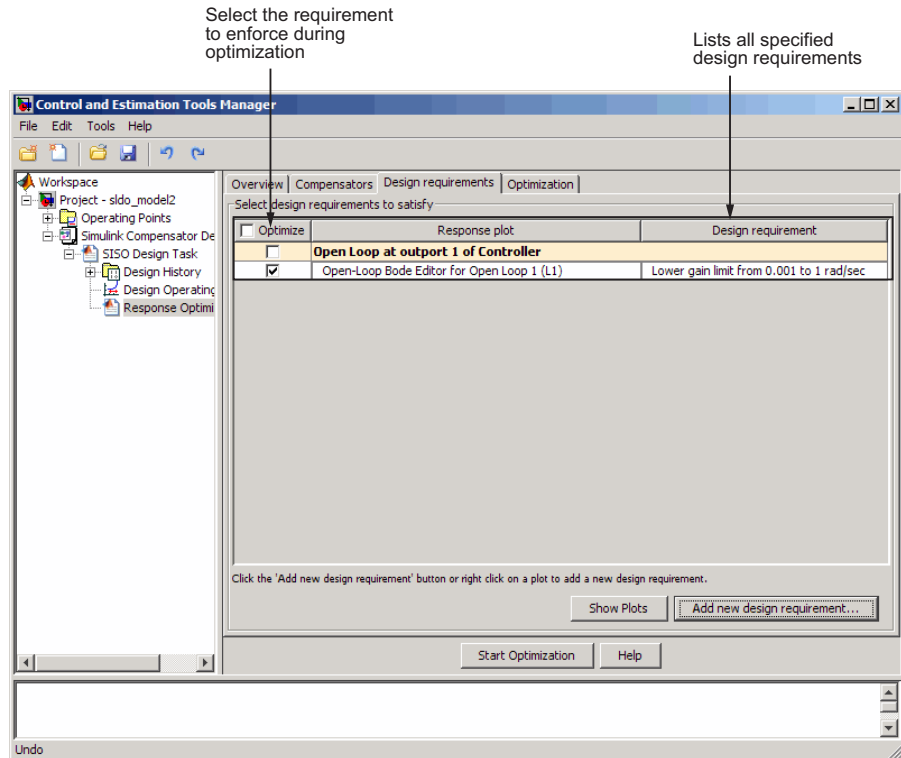 Select the requirement
to enforce during
optimization
Lists all specified
design requirements
Control and Estimation Tools Manager
File Edit Tools Help
Workspace
Project - sldo_model2
Operating Points
Simulink Compensator De
SISO Design Task
Design History
Design Operating
Response Optimi
Overview Compensators Design requirements Optimization
Select design requirements to satisfy
Optimize Response plot Design requirement
Open Loop at outport 1 of Controller
Open-Loop Bode Editor for Open Loop 1 (L1) Lower gain limit from 0.001 to 1 rad/sec
Click the 'Add new design requirement' button or right click on a plot to add a new design requirement.
Show Plots Add new design requirement...
Start Optimization Help
Undo